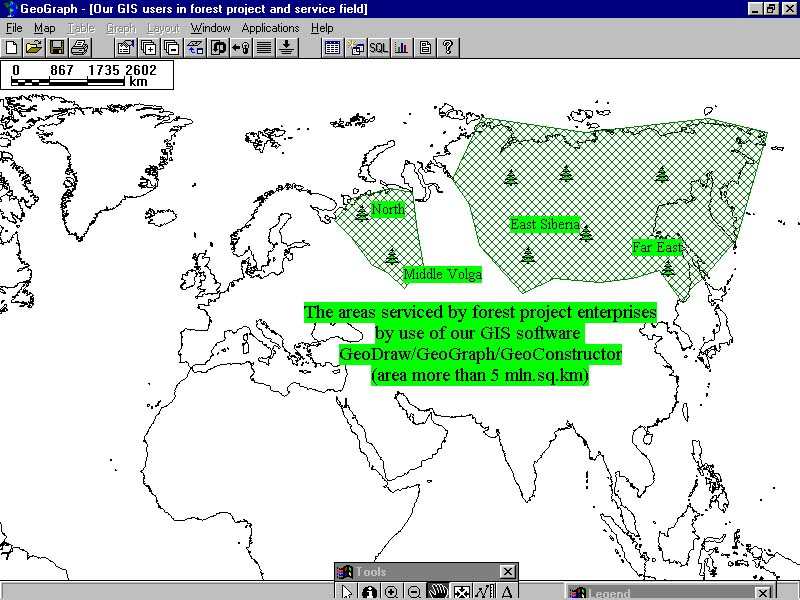 GeoGraph - [Our GIS users in forest project and service field]
File Map Table Graph Layout Window Applications Help
SQL ?
0 867 1735 2602
km
North
East Siberia
Far East
Middle Volga
The areas serviced by forest project enterprises
by use of our GIS software
GeoDraw/GeoGraph/GeoConstructor
(area more than 5 mln.sq.km)
Tools
A
Legend